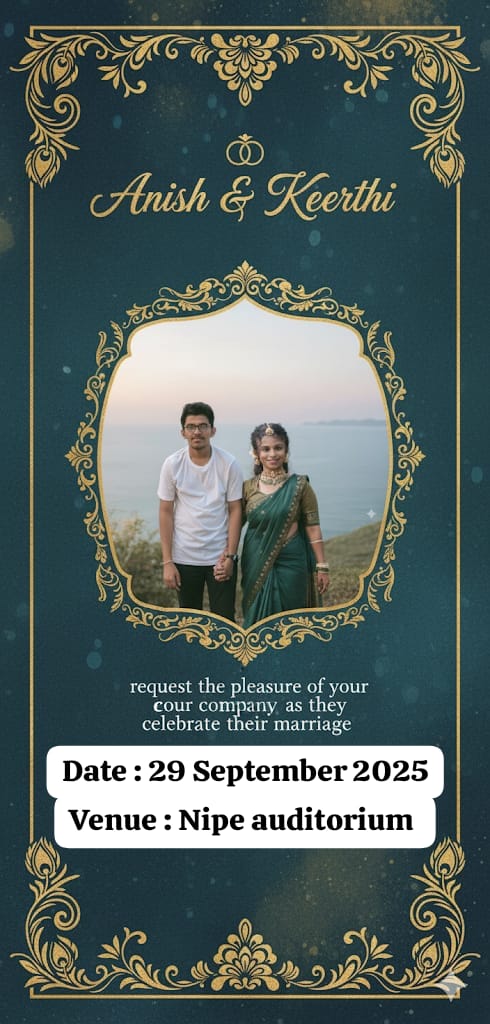 Anish & Keerthi
request the pleasure of your
cour company as they
celebrate their marriage
Date : 29 September 2025
Venue : Nipe auditorium